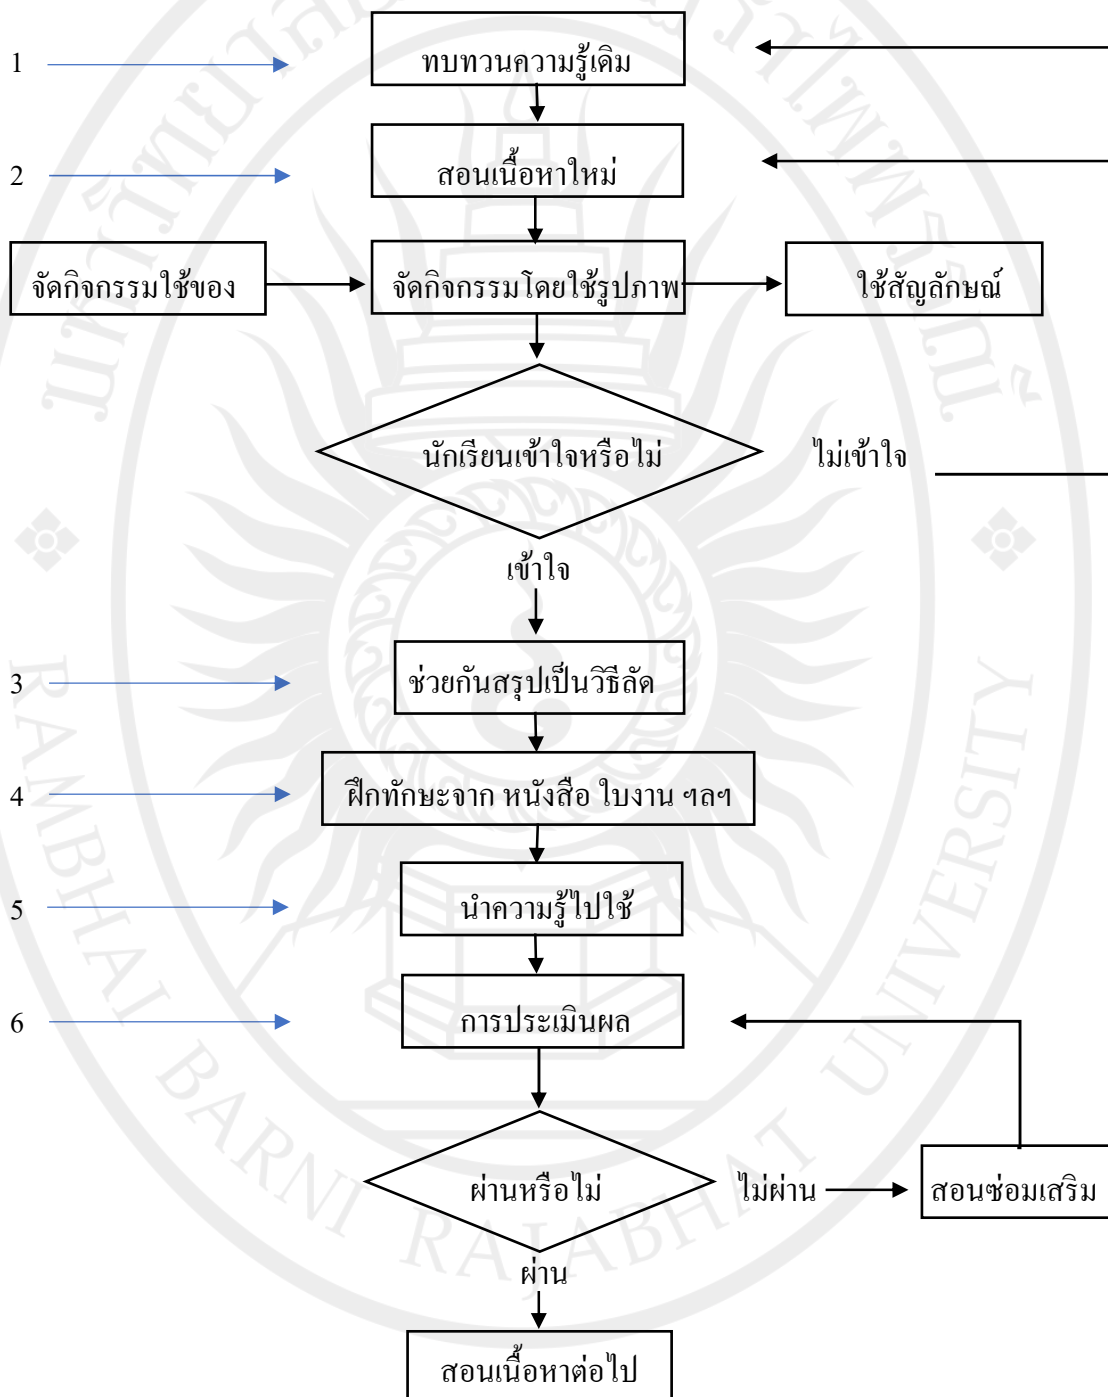 1 ทบทวนความรู้เดิม
2 สอนเนื้อหาใหม่
จัดกิจกรรมใช้ของ จัดกิจกรรมโดยใช้รูปภาพ ใช้สัญลักษณ์
นักเรียนเข้าใจหรือไม่ ไม่เข้าใจ
เข้าใจ
3 ช่วยกันสรุปเป็นวิธีลัด
4 ฝึกทักษะจาก หนังสือ ใบงาน ฯลฯ
5 นำความรู้ไปใช้
6 การประเมินผล
ผ่านหรือไม่ ไม่ผ่าน สอนซ่อมเสริม
ผ่าน
สอนเนื้อหาต่อไป
RAMBHAI BARNI RAJABHAT UNIVERSITY